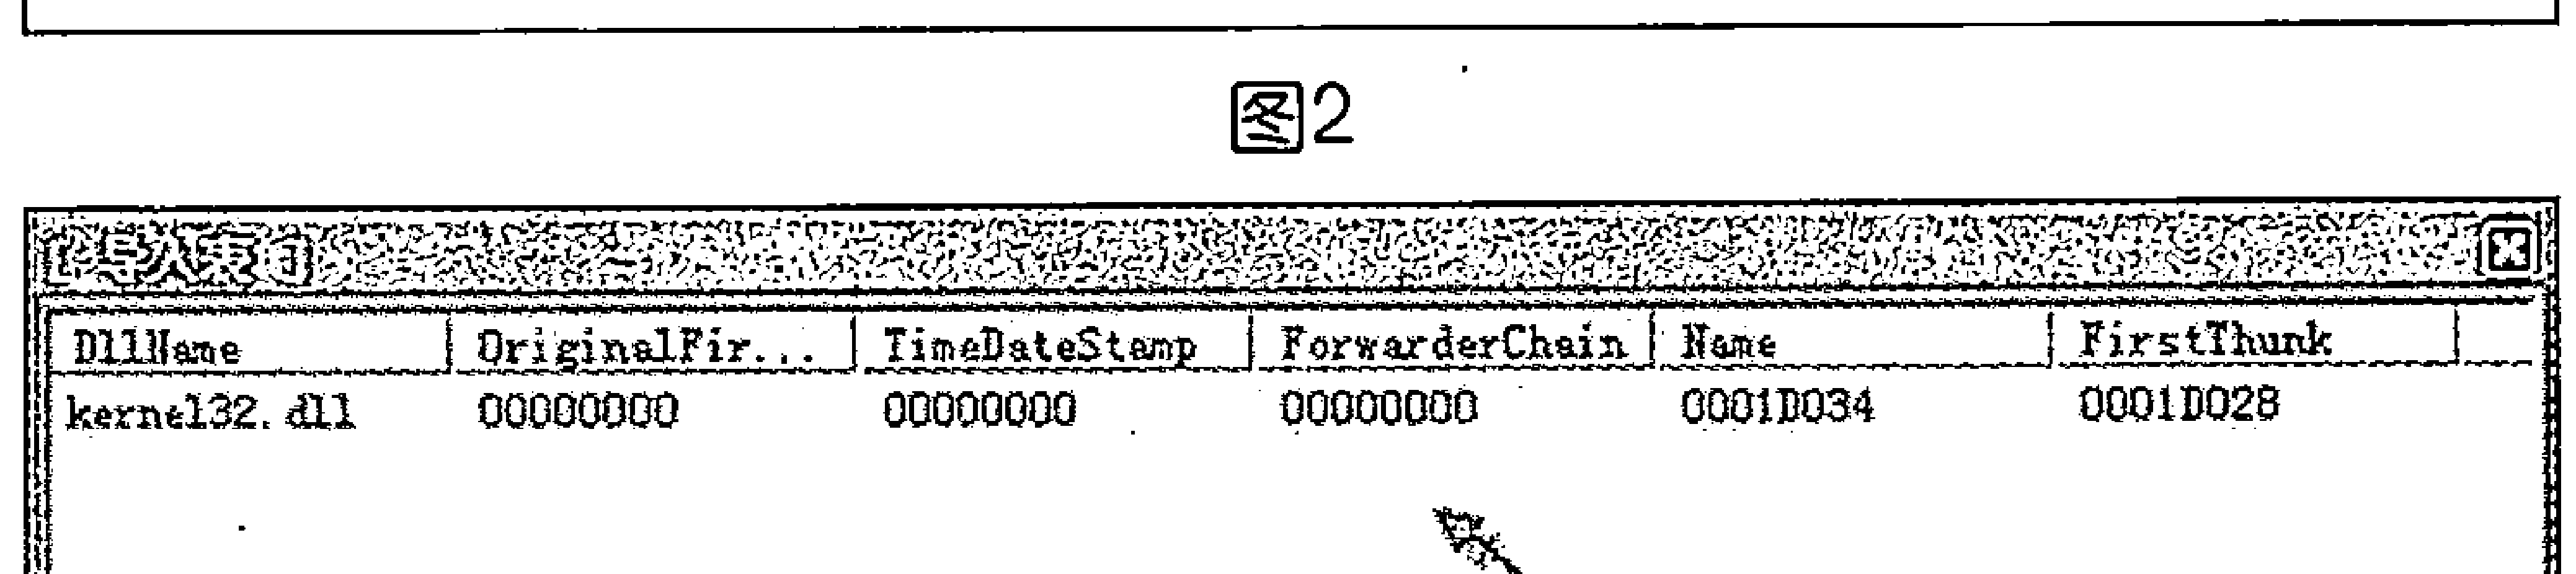 图2
DllName OriginalFir... TimeDateStamp ForwarderChain Name FirstThunk
kernel32.dll 00000000 00000000 00000000 0001D034 0001D028